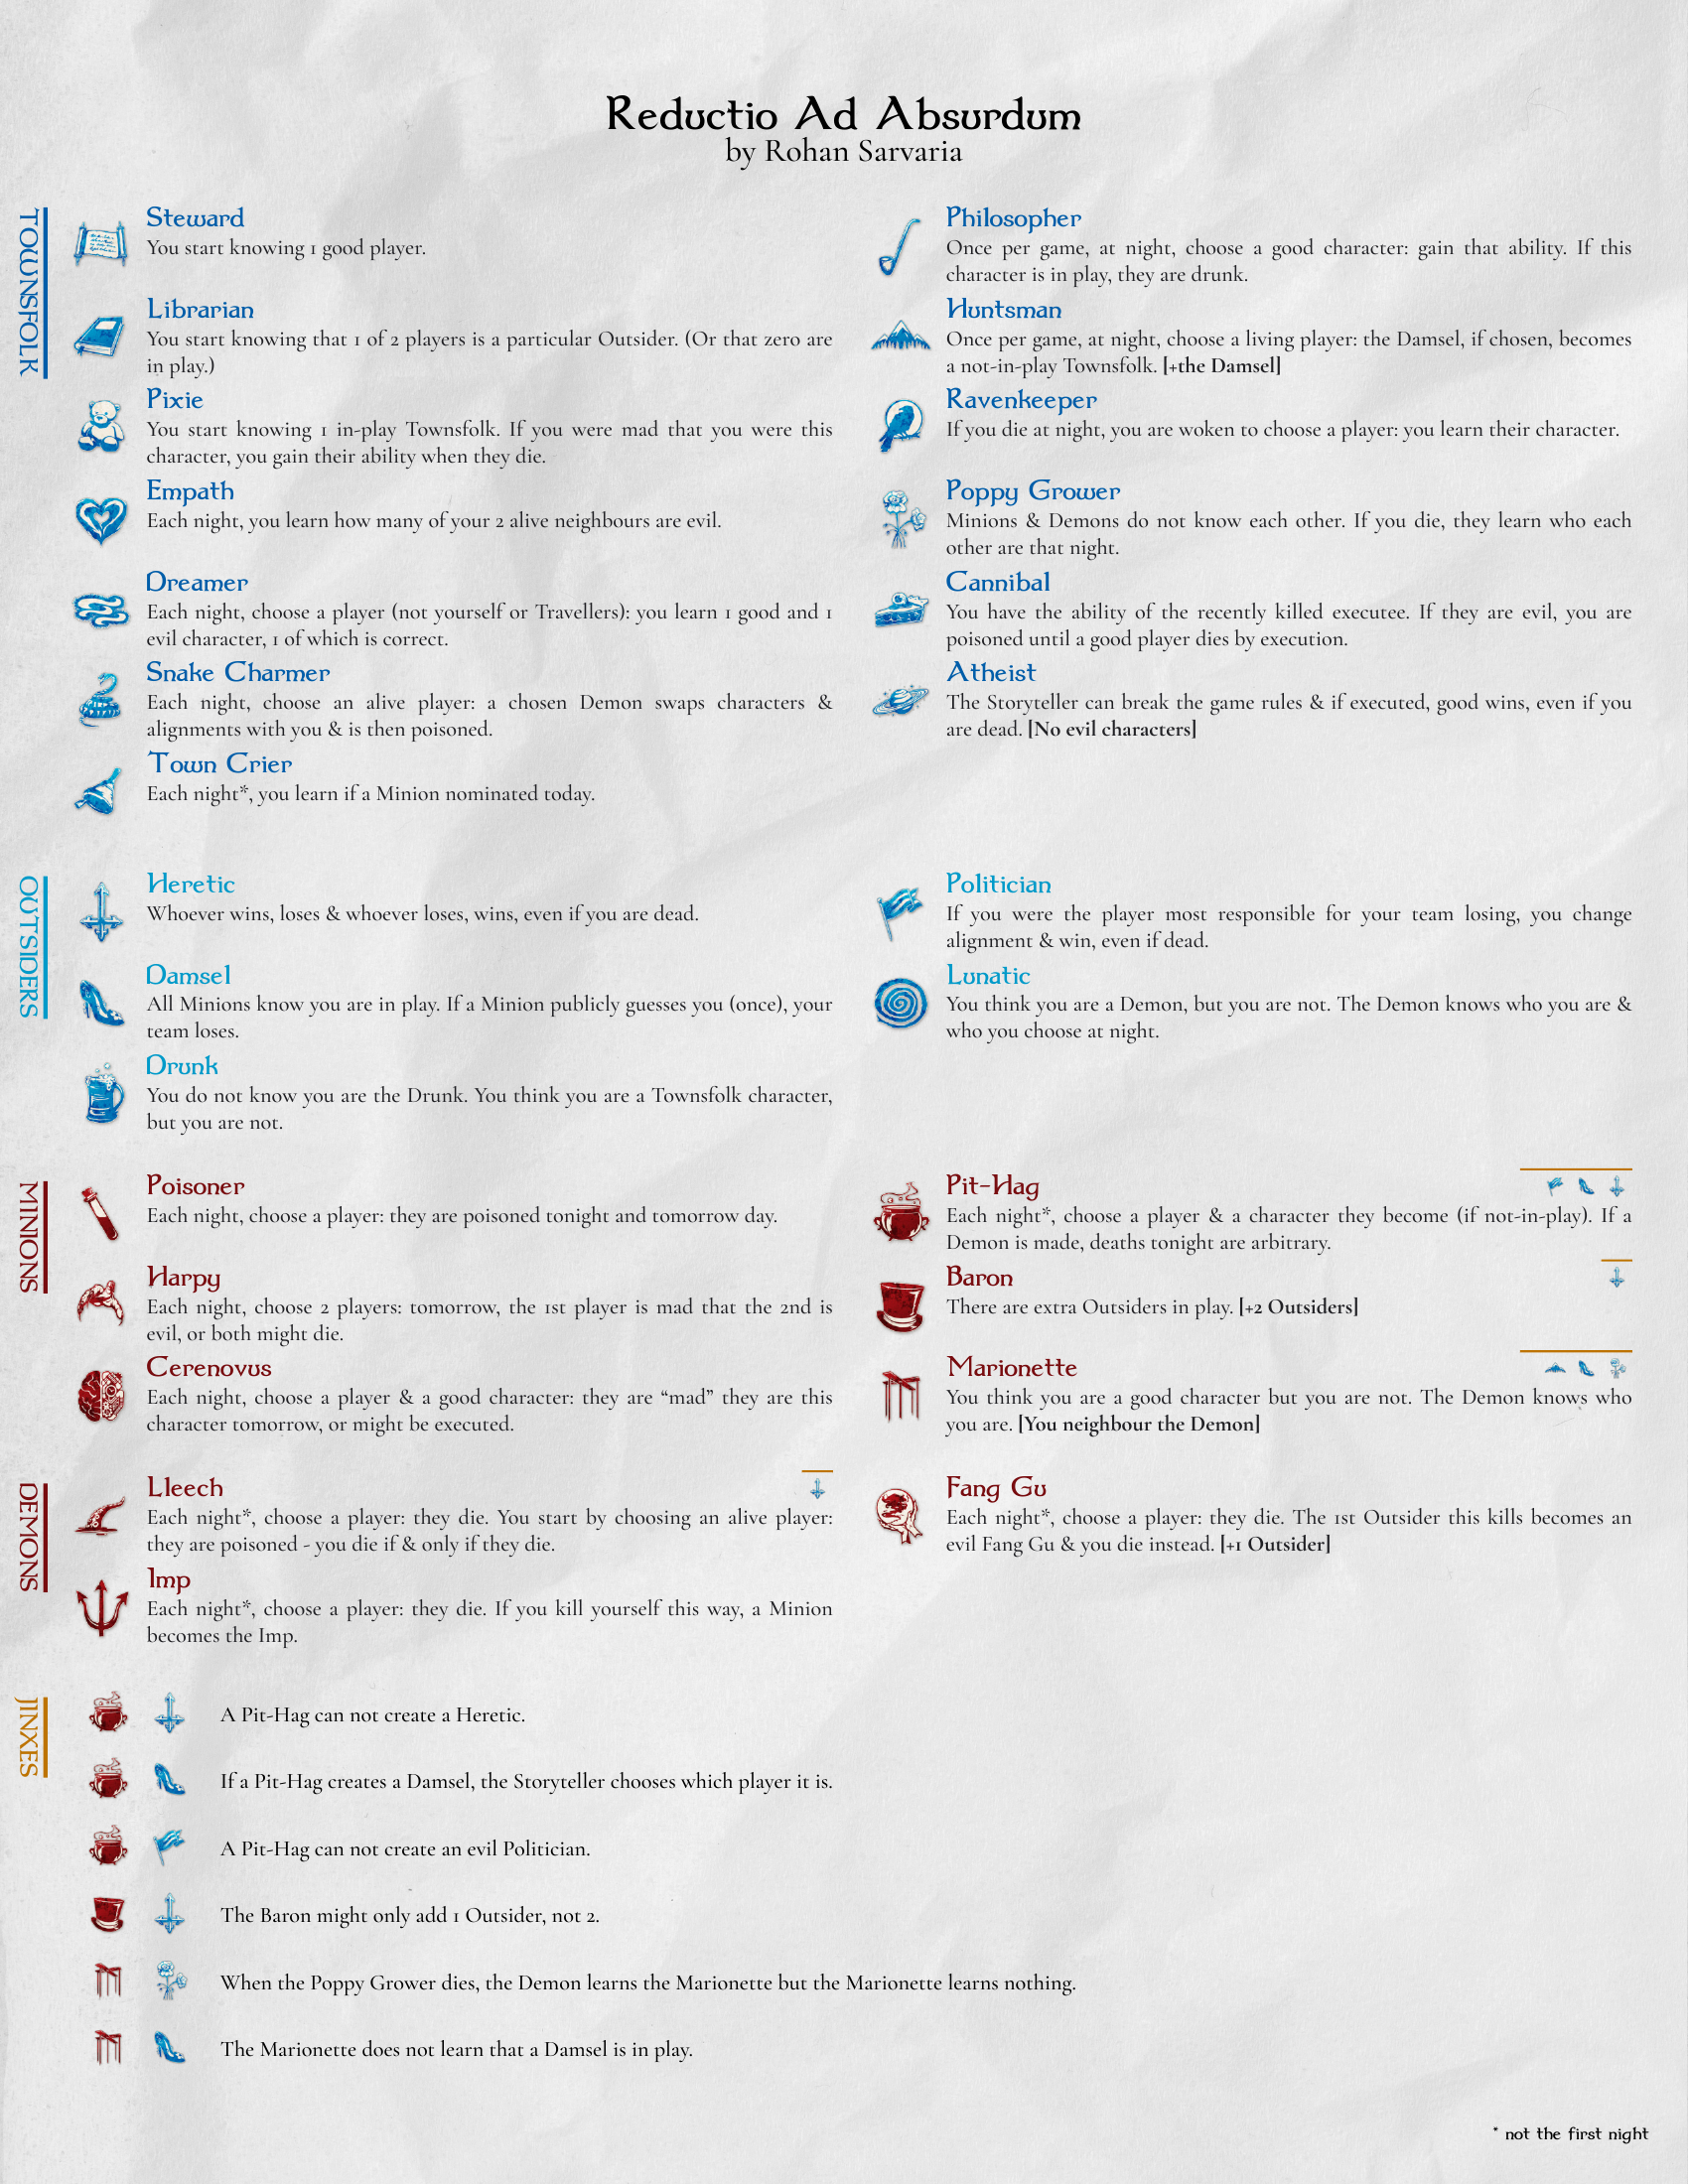 Reductio Ad Absurdum
by Rohan Sarvaria
TOWNSFOLK
Steward
You start knowing 1 good player.
Librarian
You start knowing that 1 of 2 players is a particular Outsider. (Or that zero are
in play.)
Pixie
You start knowing 1 in-play Townsfolk. If you were mad that you were this
character, you gain their ability when they die.
Empath
Each night, you learn how many of your 2 alive neighbours are evil.
Dreamer
Each night, choose a player (not yourself or Travellers): you learn 1 good and 1
evil character, 1 of which is correct.
Snake Charmer
Each night, choose an alive player: a chosen Demon swaps characters &
alignments with you & is then poisoned.
Town Crier
Each night*, you learn if a Minion nominated today.
Philosopher
Once per game, at night, choose a good character: gain that ability. If this
character is in play, they are drunk.
Huntsman
Once per game, at night, choose a living player: the Damsel, if chosen, becomes
a not-in-play Townsfolk. [+the Damsel]
Ravenkeeper
If you die at night, you are woken to choose a player: you learn their character.
Poppy Grower
Minions & Demons do not know each other. If you die, they learn who each
other are that night.
Cannibal
You have the ability of the recently killed executee. If they are evil, you are
poisoned until a good player dies by execution.
Atheist
The Storyteller can break the game rules & if executed, good wins, even if you
are dead. [No evil characters]
OUTSIDERS
Heretic
Whoever wins, loses & whoever loses, wins, even if you are dead.
Damsel
All Minions know you are in play. If a Minion publicly guesses you (once), your
team loses.
Drunk
You do not know you are the Drunk. You think you are a Townsfolk character,
but you are not.
Politician
If you were the player most responsible for your team losing, you change
alignment & win, even if dead.
Lunatic
You think you are a Demon, but you are not. The Demon knows who you are &
who you choose at night.
MINIONS
Poisoner
Each night, choose a player: they are poisoned tonight and tomorrow day.
Harpy
Each night, choose 2 players: tomorrow, the 1st player is mad that the 2nd is
evil, or both might die.
Cerenovus
Each night, choose a player & a good character: they are “mad” they are this
character tomorrow, or might be executed.
Pit-Hag
Each night*, choose a player & a character they become (if not-in-play). If a
Demon is made, deaths tonight are arbitrary.
Baron
There are extra Outsiders in play. [+2 Outsiders]
Marionette
You think you are a good character but you are not. The Demon knows who
you are. [You neighbour the Demon]
DEMONS
Lleech
Each night*, choose a player: they die. You start by choosing an alive player:
they are poisoned - you die if & only if they die.
Imp
Each night*, choose a player: they die. If you kill yourself this way, a Minion
becomes the Imp.
Fang Gu
Each night*, choose a player: they die. The 1st Outsider this kills becomes an
evil Fang Gu & you die instead. [+1 Outsider]
JINXES
A Pit-Hag can not create a Heretic.
If a Pit-Hag creates a Damsel, the Storyteller chooses which player it is.
A Pit-Hag can not create an evil Politician.
The Baron might only add 1 Outsider, not 2.
When the Poppy Grower dies, the Demon learns the Marionette but the Marionette learns nothing.
The Marionette does not learn that a Damsel is in play.
* not the first night